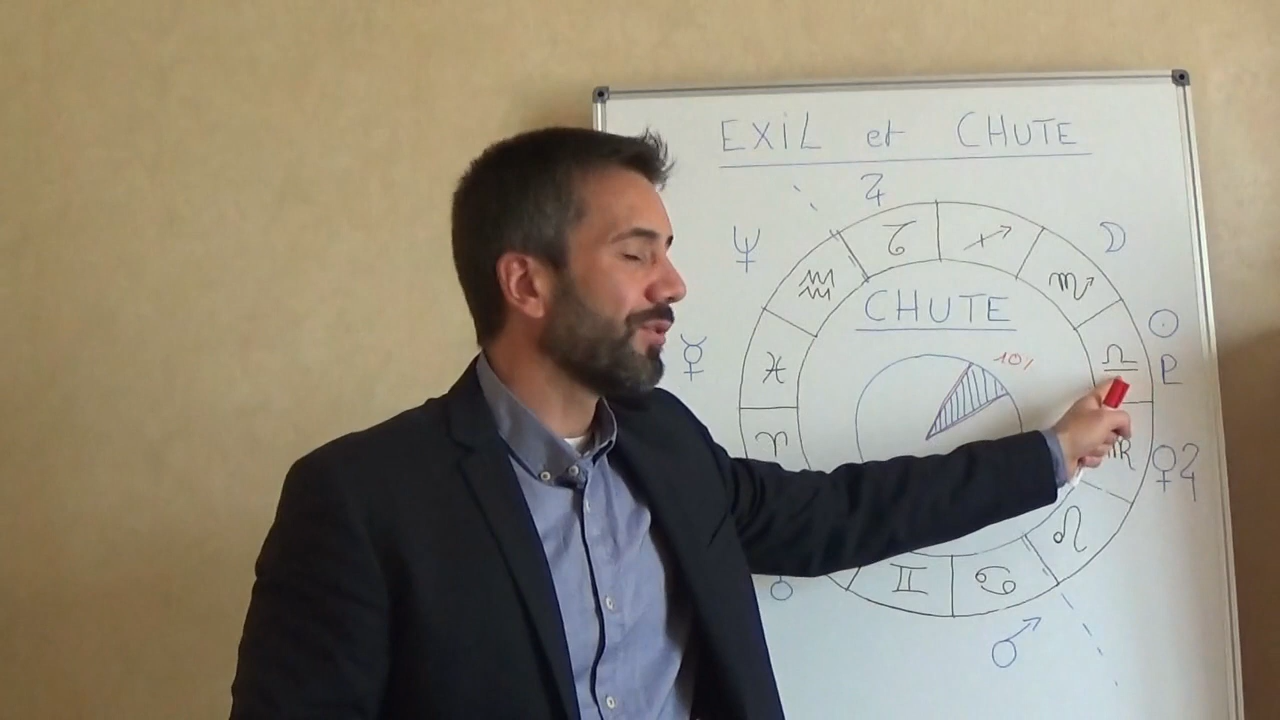 EXIL et CHUTE
♃
♆ ♑ ♐ ☽
♒ ♏
CHUTE
☉
☿ 10% ♎ P
♓
♈ ♍ ♀
♌
♊ ♋
♂